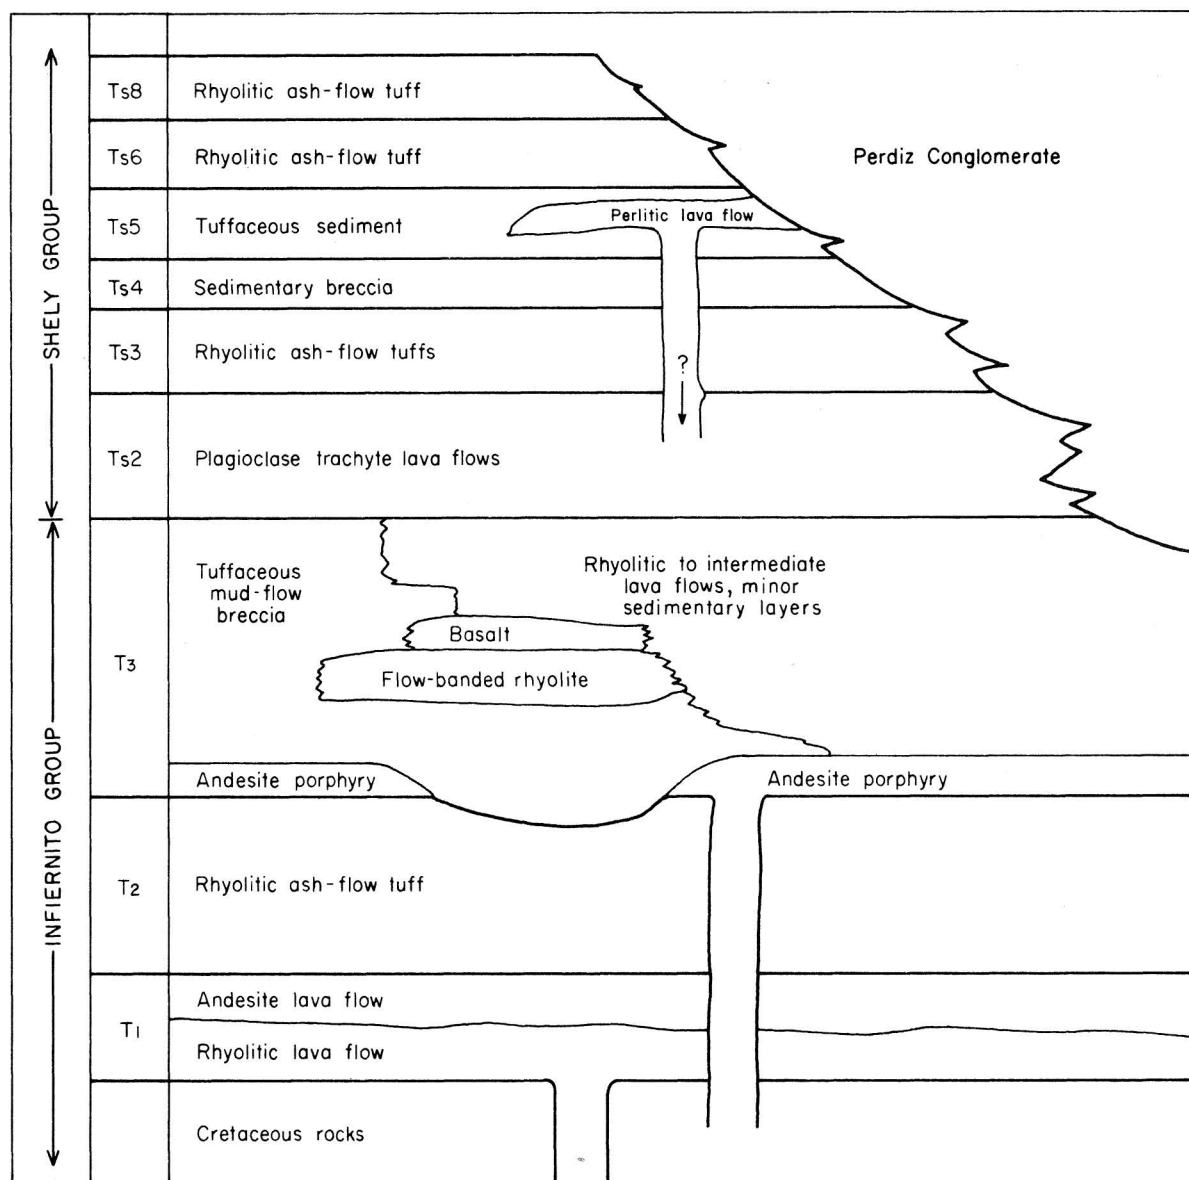 SHELY GROUP
Ts8
Rhyolitic ash-flow tuff
Ts6
Rhyolitic ash-flow tuff
Perdiz Conglomerate
Ts5
Tuffaceous sediment
Perlitic lava flow
Ts4
Sedimentary breccia
Ts3
Rhyolitic ash-flow tuffs
?
Ts2
Plagioclase trachyte lava flows
INFIERNITO GROUP
T3
Tuffaceous
mud-flow
breccia
Rhyolitic to intermediate
lava flows, minor
sedimentary layers
Basalt
Flow-banded rhyolite
Andesite porphyry
Andesite porphyry
T2
Rhyolitic ash-flow tuff
T1
Andesite lava flow
Rhyolitic lava flow
Cretaceous rocks